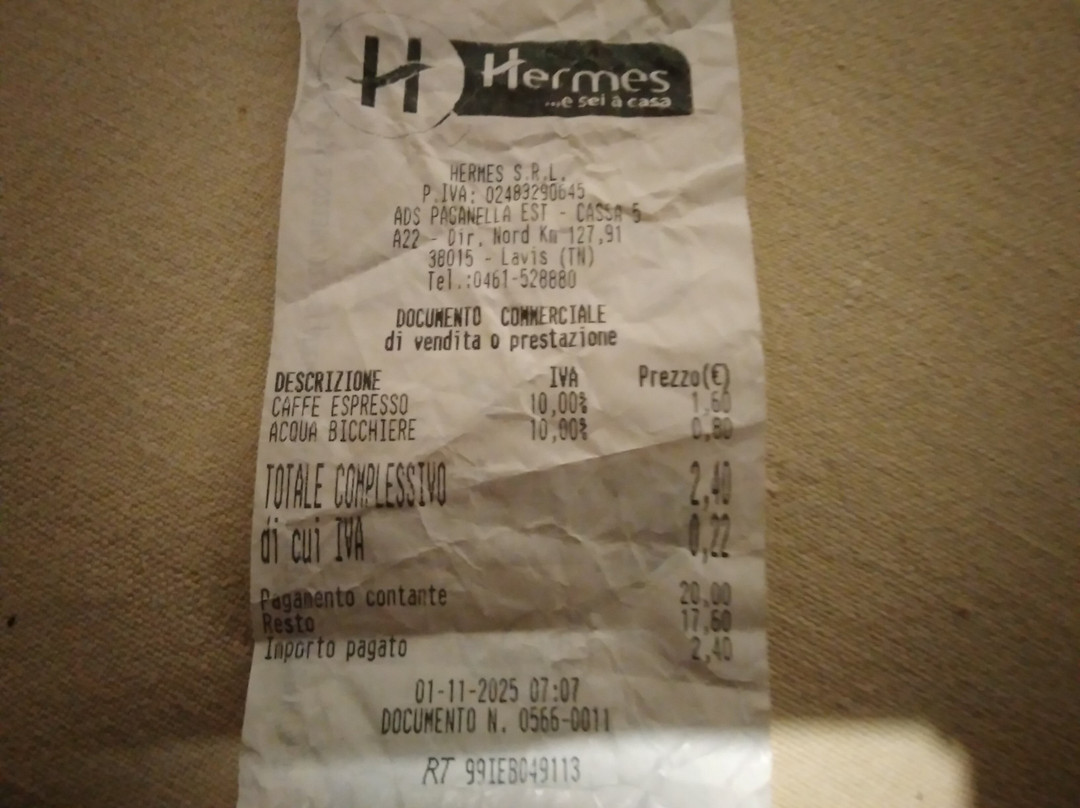 H Hermes
...e sei a casa
HERMES S.R.L.
P.IVA: 02483290645
ADS PAGANELLA EST - CASSA 5
A22 - Dir. Nord Km 127,91
38015 - Lavis (TN)
Tel.:0461-528880
DOCUMENTO COMMERCIALE
di vendita o prestazione
DESCRIZIONE IVA Prezzo(€)
CAFFE ESPRESSO 10,00% 1,60
ACQUA BICCHIERE 10,00% 0,80
TOTALE COMPLESSIVO 2,40
di cui IVA 0,22
Pagamento contante 20,00
Resto 17,60
Importo pagato 2,40
01-11-2025 07:07
DOCUMENTO N. 0566-0011
RT 99IEB049113